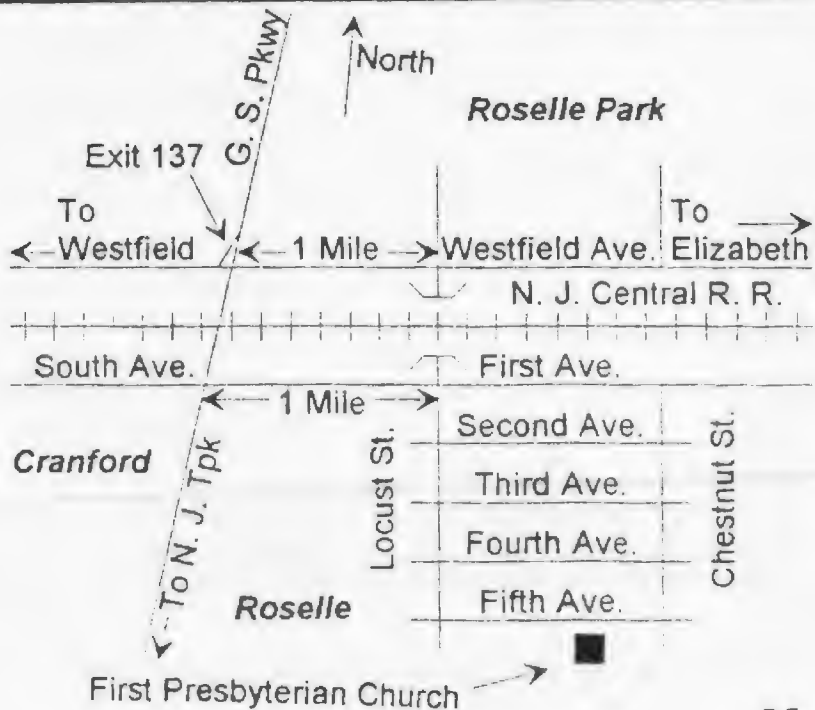 G. S. Pkwy
North
Roselle Park
Exit 137
To
Westfield
1 Mile
Westfield Ave.
To
Elizabeth
N. J. Central R. R.
South Ave.
First Ave.
1 Mile
Second Ave.
Cranford
To N. J. Tpk
Locust St.
Third Ave.
Chestnut St.
Fourth Ave.
Roselle
Fifth Ave.
First Presbyterian Church